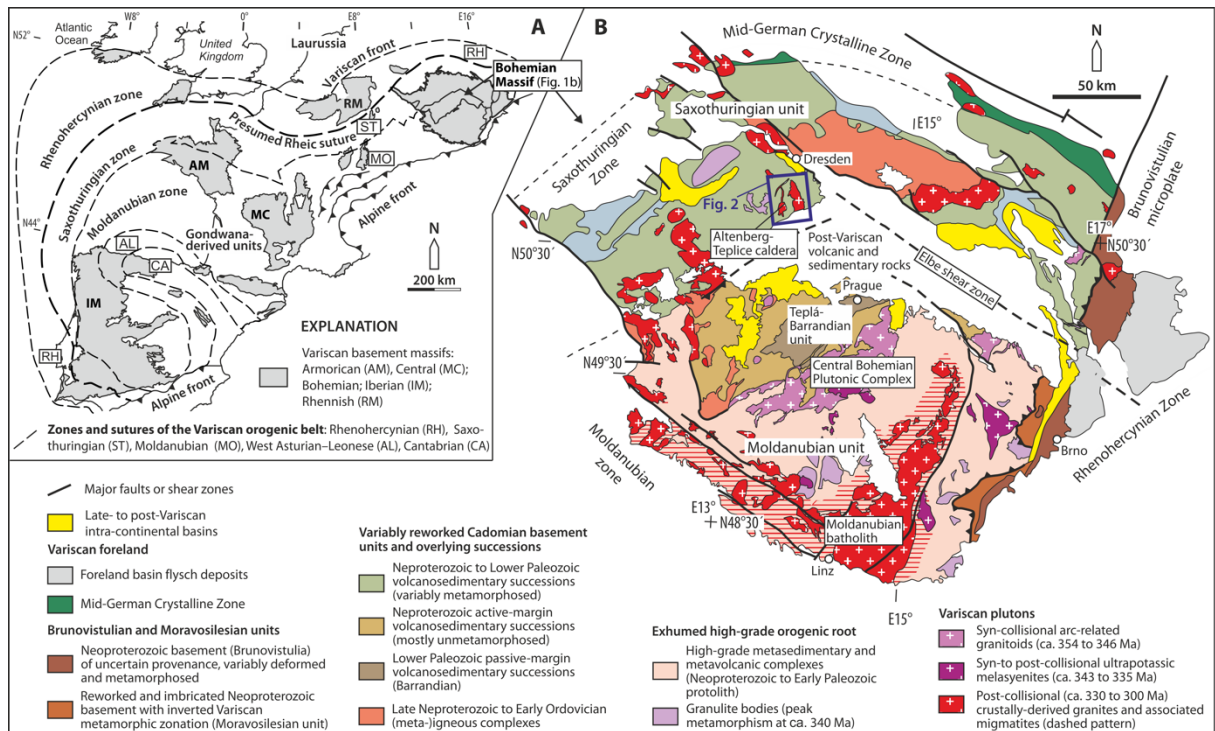 A
W8°
0°
E8°
E16°
N52°
Atlantic
Ocean
United
Kingdom
Laurussia
Variscan front
RH
Bohemian
Massif (Fig. 1b)
RM
ST
MO
Rhenohercynian zone
Presumed Rheic suture
Saxothuringian zone
AM
Moldanubian zone
MC
Alpine front
Gondwana-
derived units
N44°
AL
CA
IM
RH
Alpine front
N
200 km
EXPLANATION
Variscan basement massifs:
Armorican (AM), Central (MC);
Bohemian; Iberian (IM);
Rhennish (RM)
Zones and sutures of the Variscan orogenic belt: Rhenohercynian (RH), Saxo-
thuringian (ST), Moldanubian (MO), West Asturian–Leonese (AL), Cantabrian (CA)
B
Mid-German Crystalline Zone
N
50 km
Saxothuringian unit
E15°
Saxothuringian
Zone
Dresden
Fig. 2
Brunovistulian
microplate
E17°
N50°30´
N50°30´
Altenberg-
Teplice caldera
Post-Variscan
volcanic and
sedimentary rocks
Elbe shear zone
Prague
Teplá-
Barrandian
unit
N49°30´
Central Bohemian
Plutonic Complex
Moldanubian
zone
Moldanubian unit
Rhenohercynian Zone
Brno
E13°
N48°30´
Moldanubian
batholith
Linz
E15°
Major faults or shear zones
Late- to post-Variscan
intra-continental basins
Variscan foreland
Foreland basin flysch deposits
Mid-German Crystalline Zone
Brunovistulian and Moravosilesian units
Neoproterozoic basement (Brunovistulia)
of uncertain provenance, variably deformed
and metamorphosed
Reworked and imbricated Neoproterozoic
basement with inverted Variscan
metamorphic zonation (Moravosilesian unit)
Variably reworked Cadomian basement
units and overlying successions
Neproterozoic to Lower Paleozoic
volcanosedimentary successions
(variably metamorphosed)
Neproterozoic active-margin
volcanosedimentary successions
(mostly unmetamorphosed)
Lower Paleozoic passive-margin
volcanosedimentary successions
(Barrandian)
Late Neproterozoic to Early Ordovician
(meta-)igneous complexes
Exhumed high-grade orogenic root
High-grade metasedimentary and
metavolcanic complexes
(Neoproterozoic to Early Paleozoic
protolith)
Granulite bodies (peak
metamorphism at ca. 340 Ma)
Variscan plutons
Syn-collisional arc-related
granitoids (ca. 354 to 346 Ma)
Syn-to post-collisional ultrapotassic
melasyenites (ca. 343 to 335 Ma)
Post-collisional (ca. 330 to 300 Ma)
crustally-derived granites and associated
migmatites (dashed pattern)